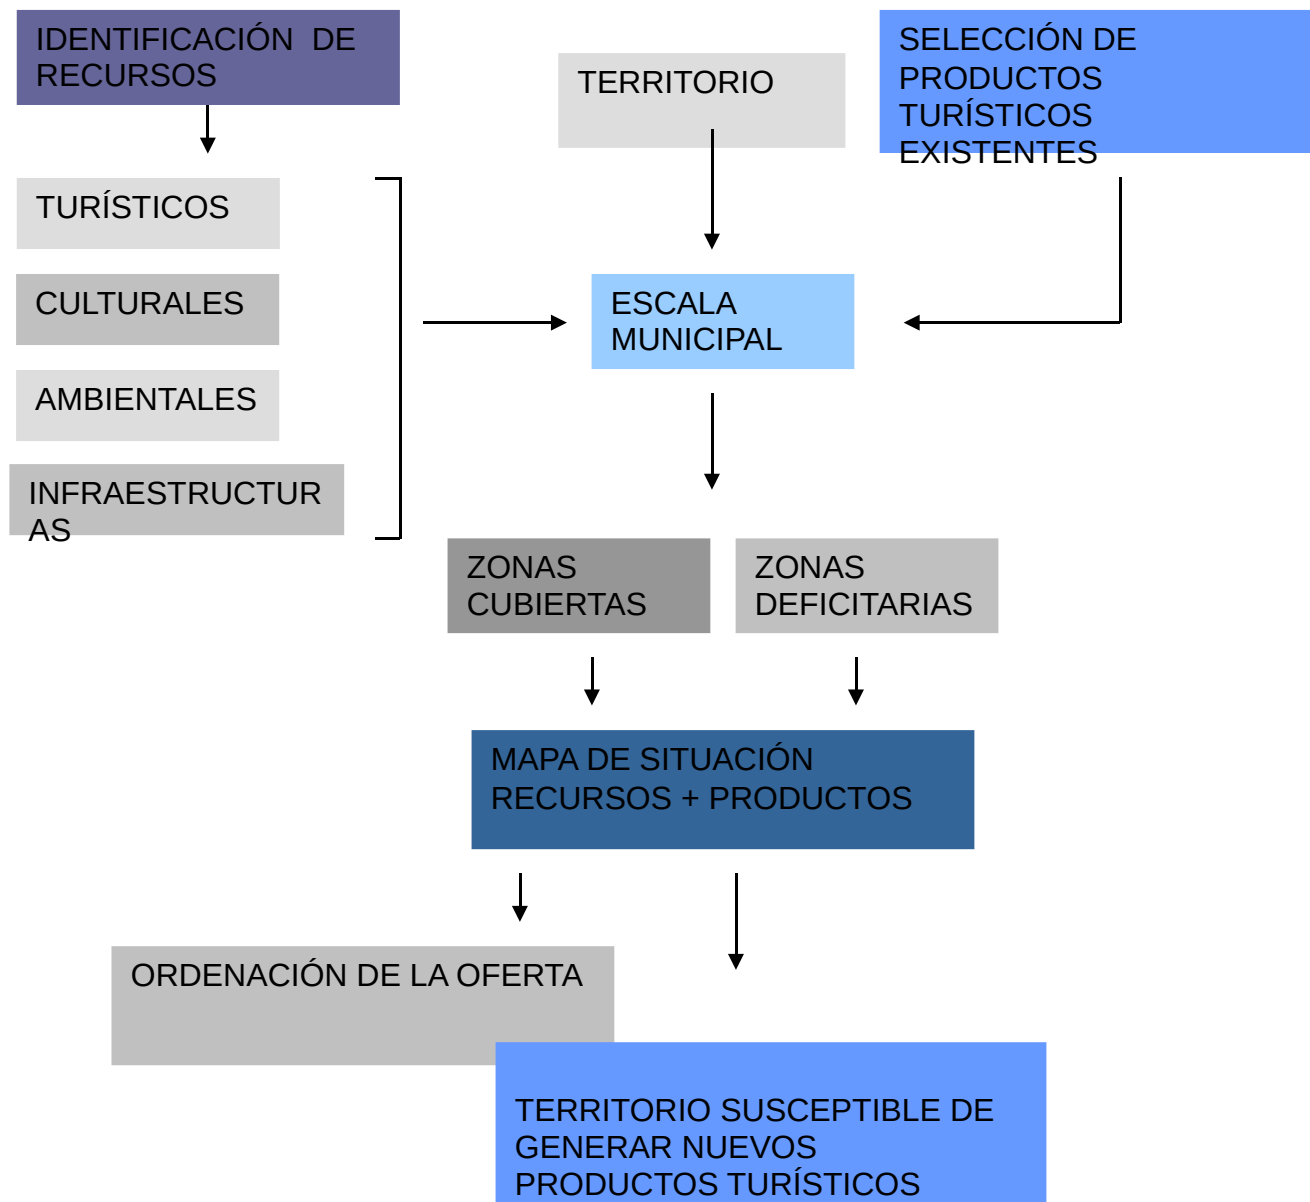 IDENTIFICACIÓN  DE
RECURSOS
TERRITORIO
SELECCIÓN DE
PRODUCTOS
TURÍSTICOS
EXISTENTES
TURÍSTICOS
CULTURALES
AMBIENTALES
INFRAESTRUCTUR
AS
ESCALA
MUNICIPAL
ZONAS
CUBIERTAS
ZONAS
DEFICITARIAS
MAPA DE SITUACIÓN
RECURSOS + PRODUCTOS
ORDENACIÓN DE LA OFERTA
TERRITORIO SUSCEPTIBLE DE
GENERAR NUEVOS
PRODUCTOS TURÍSTICOS